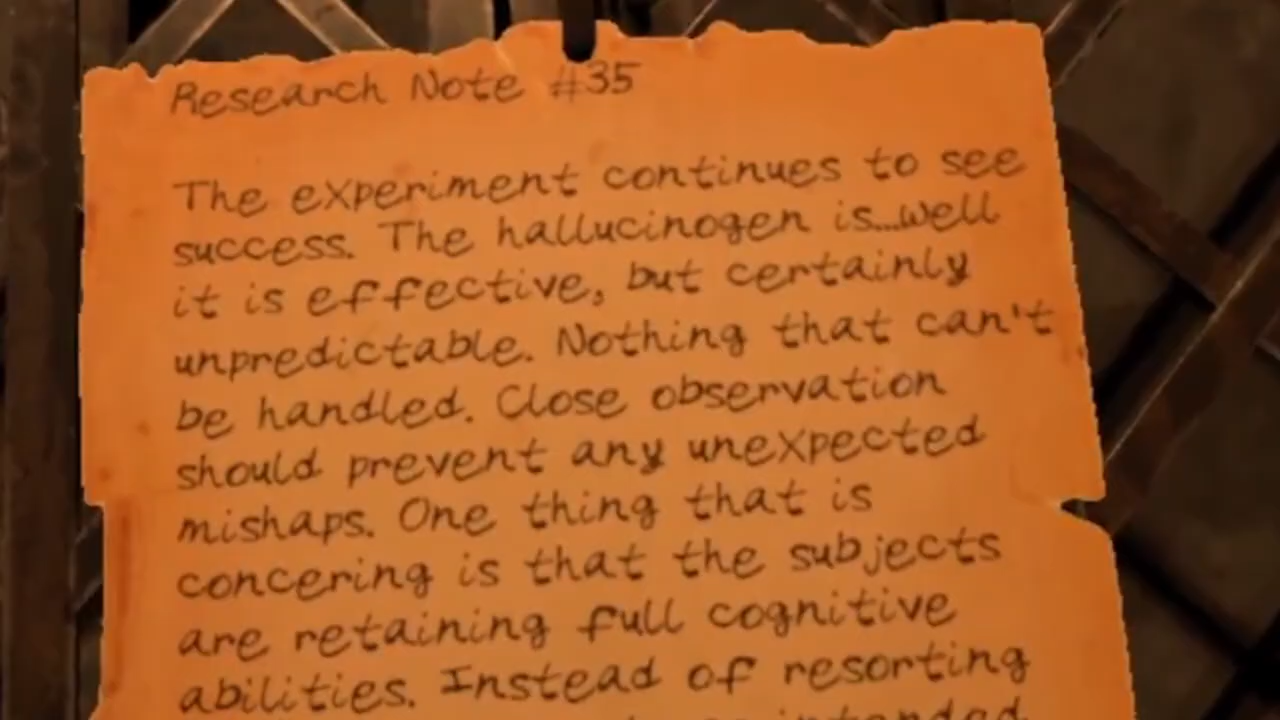 Research Note #35
The experiment continues to see
success. The hallucinogen is...well
it is effective, but certainly
unpredictable. Nothing that can't
be handled. Close observation
should prevent any unexpected
mishaps. One thing that is
concering is that the subjects
are retaining full cognitive
abilities. Instead of resorting
intended